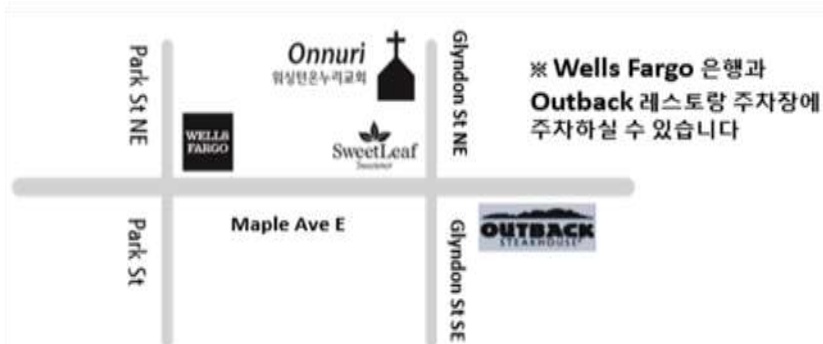 Park St NE
Onnuri
워싱턴온누리교회
Glyndon St NE
※ Wells Fargo 은행과
Outback 레스토랑 주차장에
주차하실 수 있습니다
WELLS
FARGO
SweetLeaf
Sweetener
Park St
Maple Ave E
Glyndon St SE
OUTBACK
STEAKHOUSE